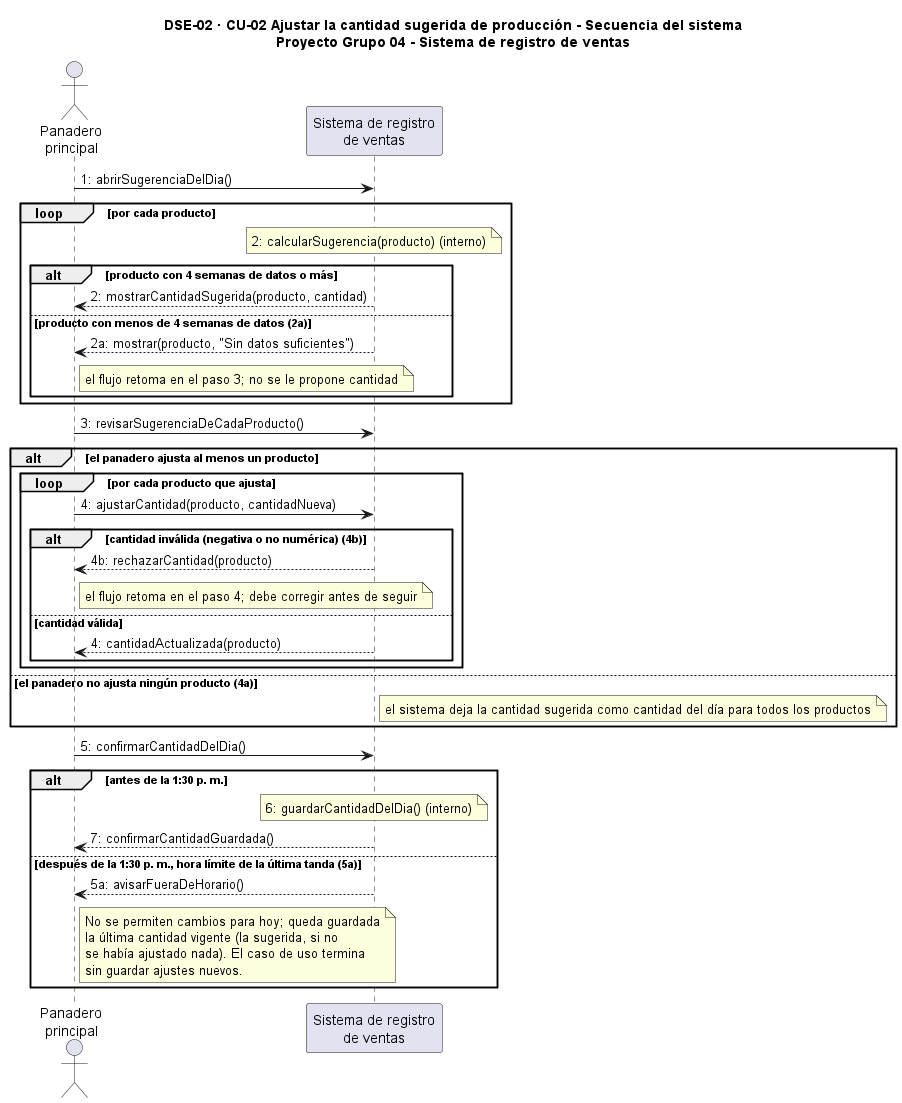 DSE-02 · CU-02 Ajustar la cantidad sugerida de producción - Secuencia del sistema
Proyecto Grupo 04 - Sistema de registro de ventas
Panadero
principal
Sistema de registro
de ventas
1: abrirSugerenciaDelDia()
loop [por cada producto]
2: calcularSugerencia(producto) (interno)
alt [producto con 4 semanas de datos o más]
2: mostrarCantidadSugerida(producto, cantidad)
[producto con menos de 4 semanas de datos (2a)]
2a: mostrar(producto, "Sin datos suficientes")
el flujo retoma en el paso 3; no se le propone cantidad
3: revisarSugerenciaDeCadaProducto()
alt [el panadero ajusta al menos un producto]
loop [por cada producto que ajusta]
4: ajustarCantidad(producto, cantidadNueva)
alt [cantidad inválida (negativa o no numérica) (4b)]
4b: rechazarCantidad(producto)
el flujo retoma en el paso 4; debe corregir antes de seguir
[cantidad válida]
4: cantidadActualizada(producto)
[el panadero no ajusta ningún producto (4a)]
el sistema deja la cantidad sugerida como cantidad del día para todos los productos
5: confirmarCantidadDelDia()
alt [antes de la 1:30 p. m.]
6: guardarCantidadDelDia() (interno)
7: confirmarCantidadGuardada()
[después de la 1:30 p. m., hora límite de la última tanda (5a)]
5a: avisarFueraDeHorario()
No se permiten cambios para hoy; queda guardada
la última cantidad vigente (la sugerida, si no
se había ajustado nada). El caso de uso termina
sin guardar ajustes nuevos.
Panadero
principal
Sistema de registro
de ventas